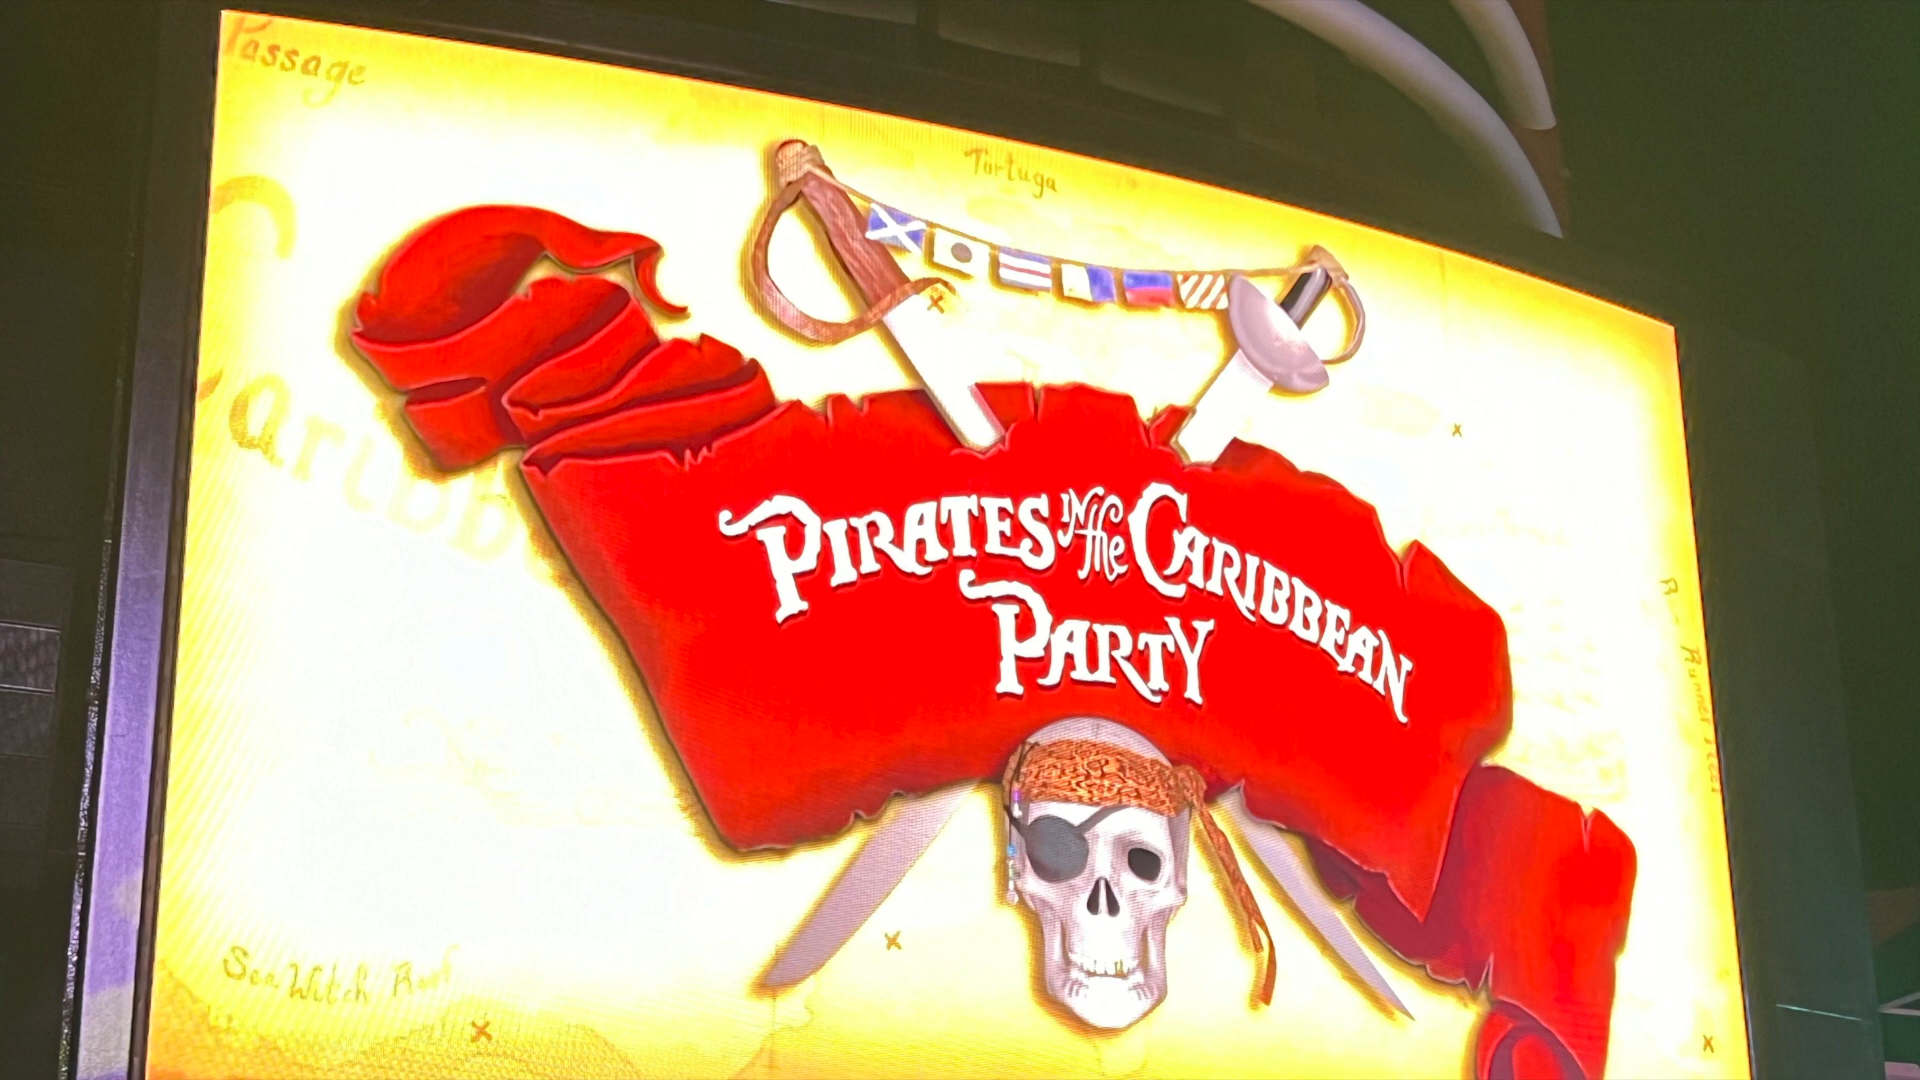 Passage
Tortuga
PIRATES IN the CARIBBEAN
PARTY
Sea Witch Reef